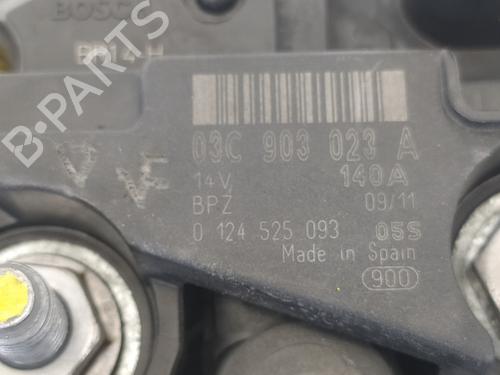 BOSCH
B-PARTS
03C 903 023 A
14V 140A
BPZ 09/11
0 124 525 093 05S
Made in Spain
900